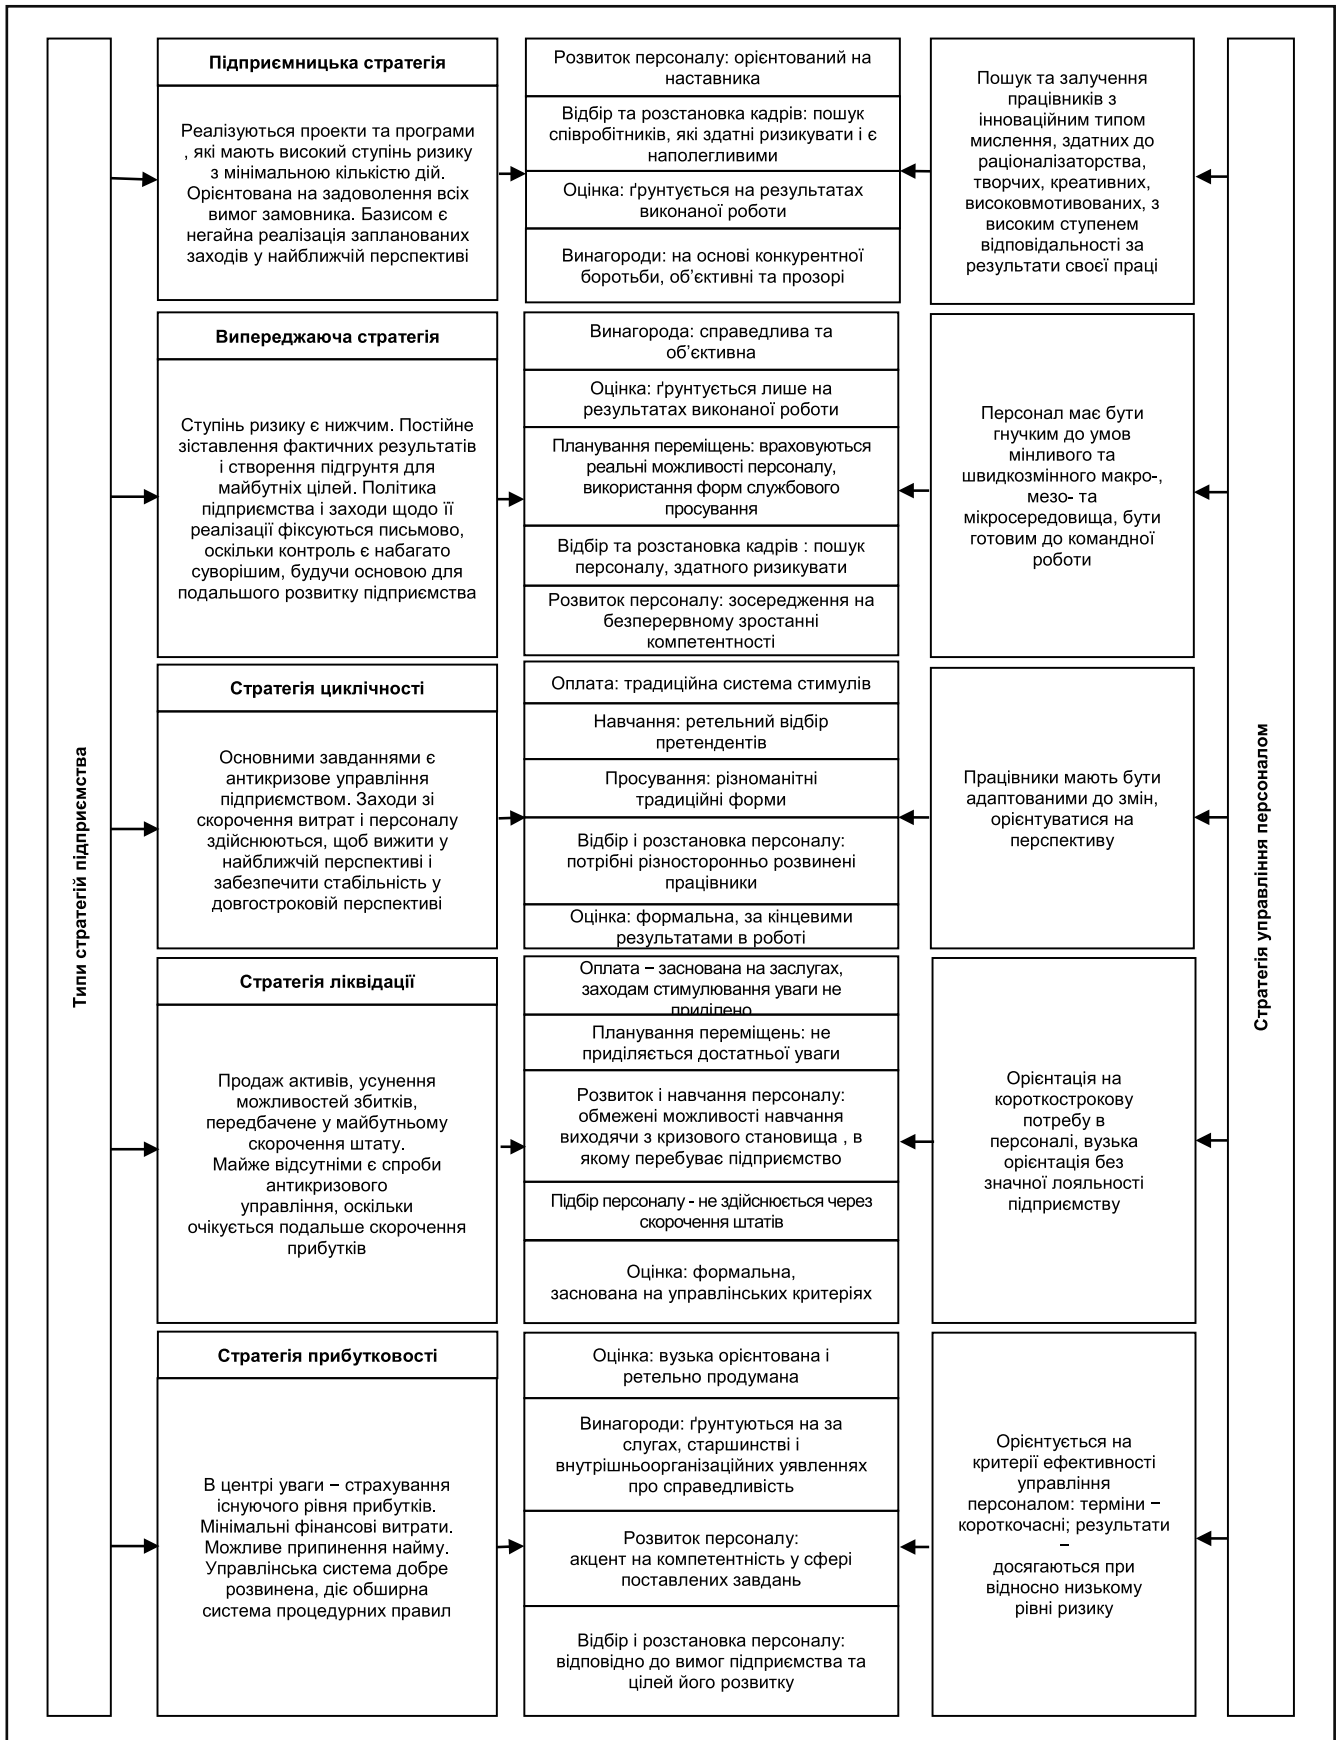 Типи стратегій підприємства
Підприємницька стратегія
Реалізуються проекти та програми
, які мають високий ступінь ризику
з мінімальною кількістю дій.
Орієнтована на задоволення всіх
вимог замовника. Базисом є
негайна реалізація запланованих
заходів у найближчій перспективі
Розвиток персоналу: орієнтований на
наставника
Відбір та розстановка кадрів: пошук
співробітників, які здатні ризикувати і є
наполегливими
Оцінка: ґрунтується на результатах
виконаної роботи
Винагороди: на основі конкурентної
боротьби, об’єктивні та прозорі
Пошук та залучення
працівників з
інноваційним типом
мислення, здатних до
раціоналізаторства,
творчих, креативних,
високовмотивованих, з
високим ступенем
відповідальності за
результати своєї праці
Випереджаюча стратегія
Ступінь ризику є нижчим. Постійне
зіставлення фактичних результатів
і створення підгрунтя для
майбутніх цілей. Політика
підприємства і заходи щодо її
реалізації фіксуються письмово,
оскільки контроль є набагато
суворішим, будучи основою для
подальшого розвитку підприємства
Винагорода: справедлива та
об’єктивна
Оцінка: ґрунтується лише на
результатах виконаної роботи
Планування переміщень: враховуються
реальні можливості персоналу,
використання форм службового
просування
Відбір та розстановка кадрів : пошук
персоналу, здатного ризикувати
Розвиток персоналу: зосередження на
безперервному зростанні
компетентності
Персонал має бути
гнучким до умов
мінливого та
швидкозмінного макро-,
мезо- та
мікросередовища, бути
готовим до командної
роботи
Стратегія циклічності
Основними завданнями є
антикризове управління
підприємством. Заходи зі
скорочення витрат і персоналу
здійснюються, щоб вижити у
найближчій перспективі і
забезпечити стабільність у
довгостроковій перспективі
Оплата: традиційна система стимулів
Навчання: ретельний відбір
претендентів
Просування: різноманітні
традиційні форми
Відбір і розстановка персоналу:
потрібні різносторонньо розвинені
працівники
Оцінка: формальна, за кінцевими
результатами в роботі
Працівники мають бути
адаптованими до змін,
орієнтуватися на
перспективу
Стратегія ліквідації
Продаж активів, усунення
можливостей збитків,
передбачене у майбутньому
скорочення штату.
Майже відсутніми є спроби
антикризового
управління, оскільки
очікується подальше скорочення
прибутків
Оплата – заснована на заслугах,
заходам стимулювання уваги не
приділено
Планування переміщень: не
приділяється достатньої уваги
Розвиток і навчання персоналу:
обмежені можливості навчання
виходячи з кризового становища , в
якому перебуває підприємство
Підбір персоналу - не здійснюється через
скорочення штатів
Оцінка: формальна,
заснована на управлінських критеріях
Орієнтація на
короткострокову
потребу в
персоналі, вузька
орієнтація без
значної лояльності
підприємству
Стратегія прибутковості
В центрі уваги – страхування
існуючого рівня прибутків.
Мінімальні фінансові витрати.
Можливе припинення найму.
Управлінська система добре
розвинена, діє обширна
система процедурних правил
Оцінка: вузька орієнтована і
ретельно продумана
Винагороди: ґрунтуються на за
слугах, старшинстві і
внутрішньоорганізаційних уявленнях
про справедливість
Розвиток персоналу:
акцент на компетентність у сфері
поставлених завдань
Відбір і розстановка персоналу:
відповідно до вимог підприємства та
цілей його розвитку
Орієнтується на
критерії ефективності
управління
персоналом: терміни –
короткочасні; результати
–
досягаються при
відносно низькому
рівні ризику
Стратегія управління персоналом